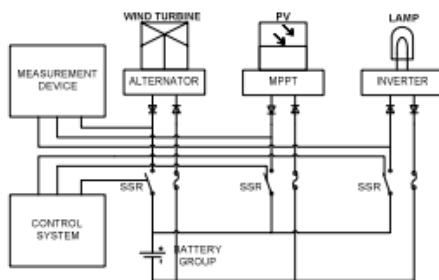 WIND TURBINE
PV
LAMP
MEASUREMENT
DEVICE
ALTERNATOR
MPPT
INVERTER
SSR
SSR
SSR
CONTROL
SYSTEM
BATTERY
GROUP